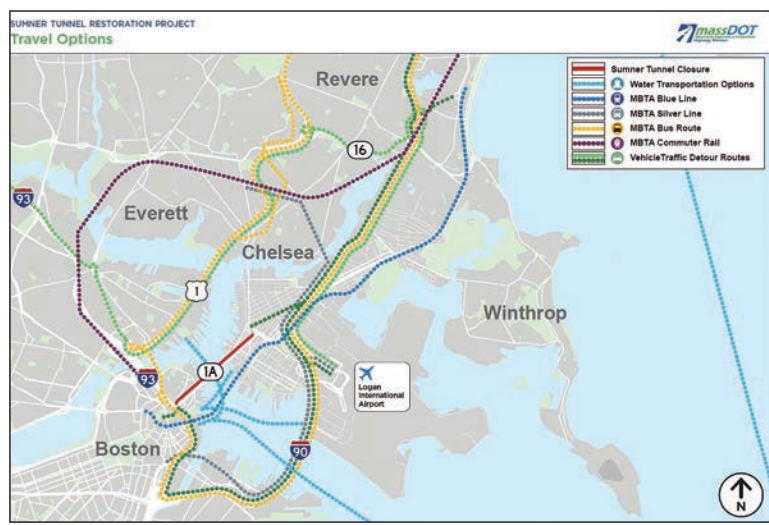 SUMNER TUNNEL RESTORATION PROJECT
Travel Options
massDOT
Sumner Tunnel Closure
Water Transportation Options
MBTA Blue Line
MBTA Silver Line
MBTA Bus Route
MBTA Commuter Rail
VehicleTraffic Detour Routes
Revere
16
93
Everett
Chelsea
1
Winthrop
1A
93
Logan
International
Airport
Boston
90
N